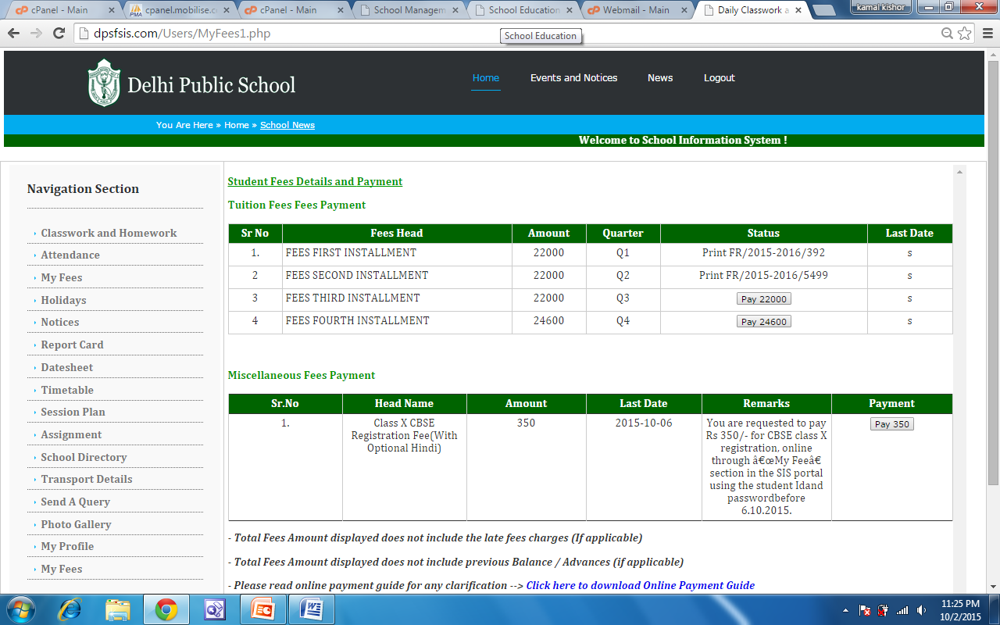 cPanel - Main
cpanel.mobilise.c
cPanel - Main
School Managem
School Education
Webmail - Main
Daily Classwork a
kamal kishor
dpsfsis.com/Users/MyFees1.php
School Education
Delhi Public School
Home Events and Notices News Logout
You Are Here » Home » School News
Welcome to School Information System !
Navigation Section
Classwork and Homework
Attendance
My Fees
Holidays
Notices
Report Card
Datesheet
Timetable
Session Plan
Assignment
School Directory
Transport Details
Send A Query
Photo Gallery
My Profile
My Fees
Student Fees Details and Payment
Tuition Fees Fees Payment
Sr No Fees Head Amount Quarter Status Last Date
1. FEES FIRST INSTALLMENT 22000 Q1 Print FR/2015-2016/392 s
2 FEES SECOND INSTALLMENT 22000 Q2 Print FR/2015-2016/5499 s
3 FEES THIRD INSTALLMENT 22000 Q3 Pay 22000 s
4 FEES FOURTH INSTALLMENT 24600 Q4 Pay 24600 s
Miscellaneous Fees Payment
Sr.No Head Name Amount Last Date Remarks Payment
1.
Class X CBSE
Registration Fee(With
Optional Hindi)
350
2015-10-06
You are requested to pay
Rs 350/- for CBSE class X
registration, online
through â€œMy Feeâ€
section in the SIS portal
using the student Idand
passwordbefore
6.10.2015.
Pay 350
- Total Fees Amount displayed does not include the late fees charges (If applicable)
- Total Fees Amount displayed does not include previous Balance / Advances (if applicable)
- Please read online payment guide for any clarification --> Click here to download Online Payment Guide
11:25 PM
10/2/2015